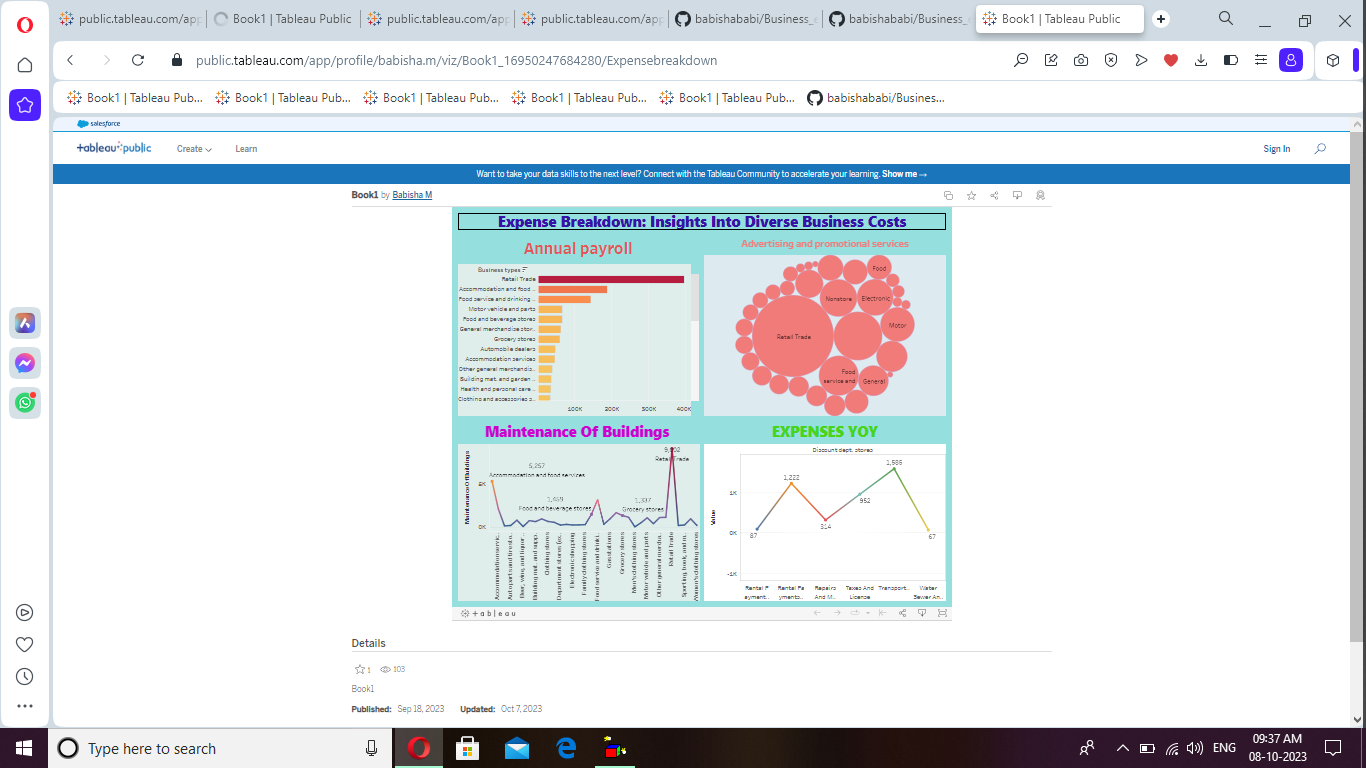 public.tableau.com/app
Book1 | Tableau Public
public.tableau.com/app
public.tableau.com/app
babishababi/Business_e
babishababi/Business_
Book1 | Tableau Public
public.tableau.com/app/profile/babisha.m/viz/Book1_16950247684280/Expensebreakdown
Book1 | Tableau Pub...
Book1 | Tableau Pub...
Book1 | Tableau Pub...
Book1 | Tableau Pub...
Book1 | Tableau Pub...
babishababi/Busines...
salesforce
+ableau+public
Create
Learn
Sign In
Want to take your data skills to the next level? Connect with the Tableau Community to accelerate your learning. Show me →
Book1 by Babisha M
Expense Breakdown: Insights Into Diverse Business Costs
Annual payroll
Business types
Retail Trade
Accommodation and food ..
Food service and drinking ..
Motor vehicle and parts
Food and beverage stores
General merchandise stor..
Grocery stores
Automobile dealers
Accommodation services
Other general merchandis..
Building mat. and garden ..
Health and personal care ..
Clothing and accessories s..
100K 200K 300K 400K
Advertising and promotional services
Food
Nonstore
Electronic
Motor
Retail Trade
Food
service and
General
Maintenance Of Buildings
Maintenance Of Buildings
5K
0K
5,257
Accommodation and food services
1,459
Food and beverage stores
1,337
Grocery stores
Retail Trade
Accommodation servic..
Auto parts and tire sto..
Beer, wine, and liquor ..
Building mat. and supp..
Clothing stores
Department stores (ex..
Electronic shopping
Family clothing stores
Food service and drinki..
Gas stations
Grocery stores
Men's clothing stores
Motor vehicle and parts
Other general mercha..
Retail Trade
Sporting, book, and m..
Women's clothing stores
EXPENSES YOY
Discount dept. stores
Value
1K
0K
-1K
87
1,222
314
952
1,585
67
Rental P
ayment..
Rental Pa
yments..
Repairs
And M..
Taxes And
License
Transport..
Water
Sewer An..
+ a b l e a u
Details
1
103
Book1
Published: Sep 18, 2023 Updated: Oct 7, 2023
Type here to search
ENG
09:37 AM
08-10-2023